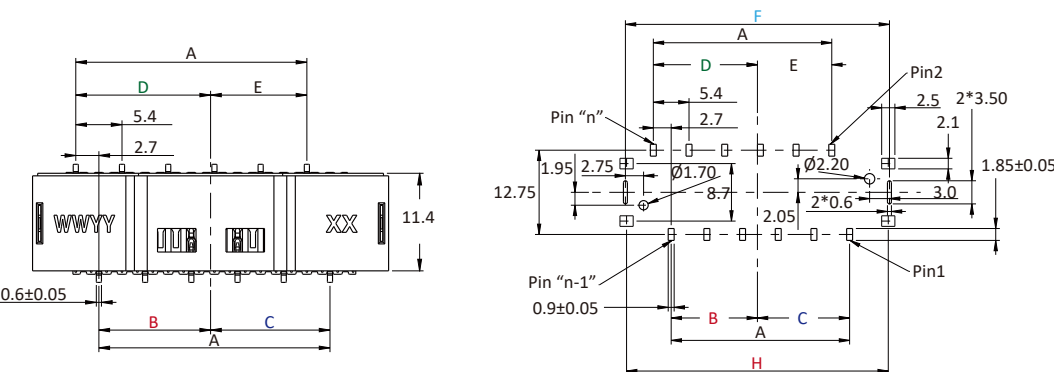 A
D
E
5.4
2.7
11.4
WWYY
XX
0.6±0.05
B
C
A
F
A
D
E
Pin2
5.4
2.5
2*3.50
Pin "n"
2.7
2.1
1.95
2.75
Ø1.70
Ø2.20
1.85±0.05
12.75
8.7
3.0
2*0.6
2.05
Pin "n-1"
Pin1
0.9±0.05
B
C
A
H